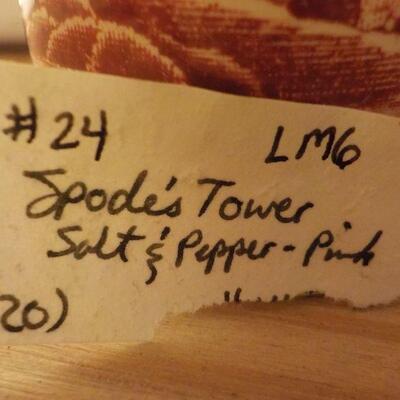 #24 LM6
Spode's Tower
Salt & Pepper - Pink
20)